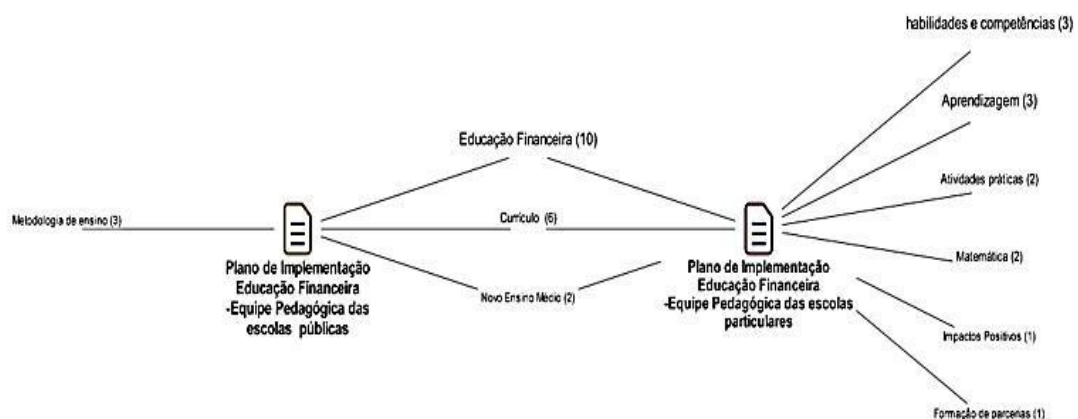 habilidades e competências (3)
Aprendizagem (3)
Educação Financeira (10)
Atividades práticas (2)
Metodologia de ensino (3)
Currículo (6)
Matemática (2)
Plano de Implementação
Educação Financeira
-Equipe Pedagógica das
escolas públicas
Plano de Implementação
Educação Financeira
-Equipe Pedagógica das escolas
particulares
Novo Ensino Médio (2)
Impactos Positivos (1)
Formação de parcerias (1)